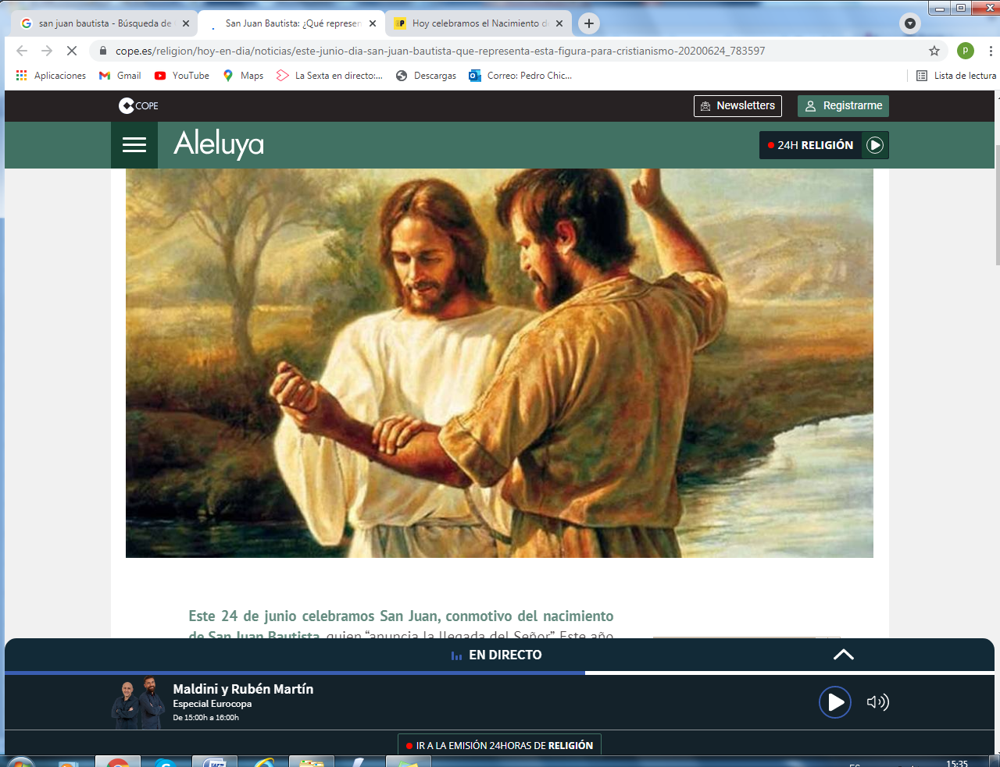 san juan bautista - Búsqueda de
San Juan Bautista: ¿Qué represen
Hoy celebramos el Nacimiento d
cope.es/religion/hoy-en-dia/noticias/este-junio-dia-san-juan-bautista-que-representa-esta-figura-para-cristianismo-20200624_783597
P
Aplicaciones
Gmail
YouTube
Maps
La Sexta en directo:...
Descargas
Correo: Pedro Chic...
Lista de lectura
COPE
Newsletters
Registrarme
Aleluya
24H RELIGIÓN
Este 24 de junio celebramos San Juan, conmotivo del nacimiento
de San Juan Bautista, quien “anuncia la llegada del Señor”. Este año
EN DIRECTO
Maldini y Rubén Martín
Especial Eurocopa
De 15:00h a 16:00h
IR A LA EMISIÓN 24HORAS DE RELIGIÓN
ES
15:35